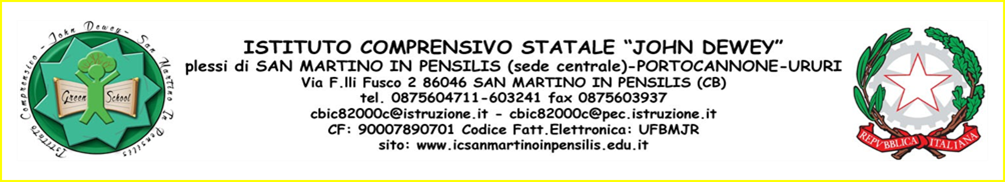 ISTITUTO COMPRENSIVO STATALE “JOHN DEWEY”
plessi di SAN MARTINO IN PENSILIS (sede centrale)-PORTOCANNONE-URURI
Via F.lli Fusco 2 86046 SAN MARTINO IN PENSILIS (CB)
tel. 0875604711-603241 fax 0875603937
cbic82000c@istruzione.it - cbic82000c@pec.istruzione.it
CF: 90007890701 Codice Fatt.Elettronica: UFBMJR
sito: www.icsanmartinoinpensilis.edu.it
Istituto Comprensivo - John Dewey - San Martino In Pensilis
Green School
REPVBBLICA ITALIANA